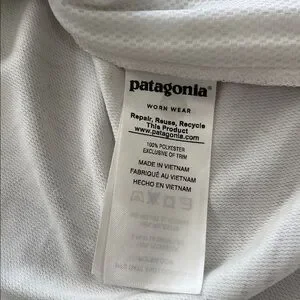 patagonia®
WORN WEAR
Repair, Reuse, Recycle
This Product
www.patagonia.com
100% POLYESTER
EXCLUSIVE OF TRIM
MADE IN VIETNAM
FABRIQUÉ AU VIETNAM
HECHO EN VIETNAM